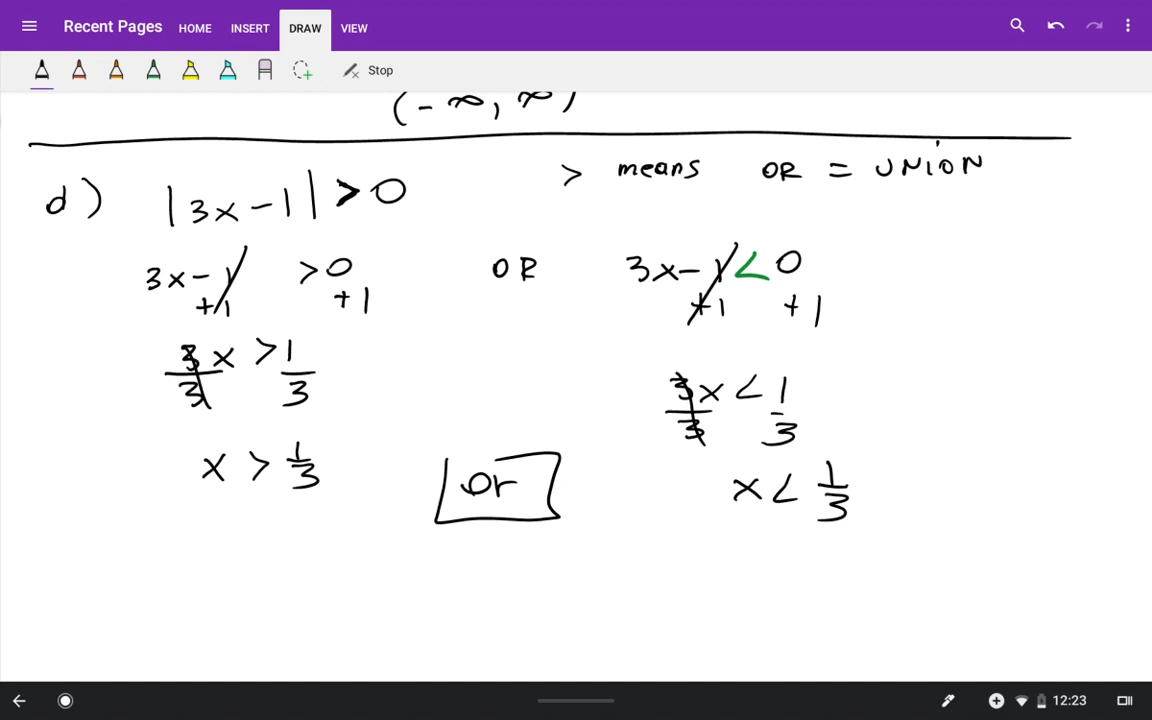 Recent Pages HOME INSERT DRAW VIEW
Stop
(-∞, ∞)
d) |3x-1| > 0 > means OR = UNION
3x-1 > 0 OR 3x-1 < 0
+1 +1 +1 +1
3x > 1
3 3
3x < 1
3 3
x > 1/3 or x < 1/3
12:23